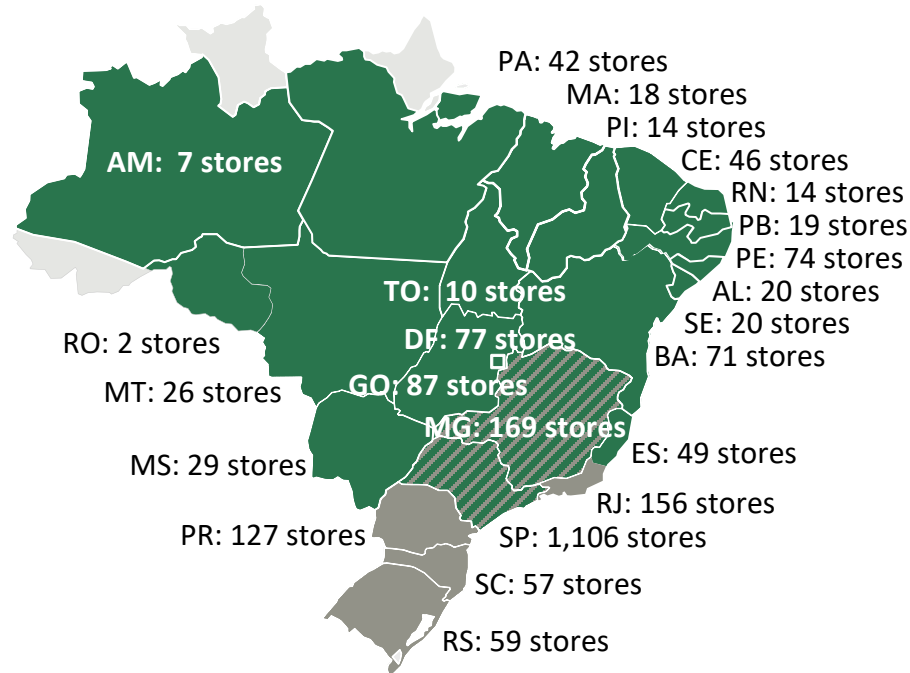 PA: 42 stores
MA: 18 stores
PI: 14 stores
CE: 46 stores
AM: 7 stores
RN: 14 stores
PB: 19 stores
PE: 74 stores
TO: 10 stores
AL: 20 stores
SE: 20 stores
DF: 77 stores
RO: 2 stores
BA: 71 stores
GO: 87 stores
MT: 26 stores
MG: 169 stores
ES: 49 stores
MS: 29 stores
RJ: 156 stores
PR: 127 stores
SP: 1,106 stores
SC: 57 stores
RS: 59 stores